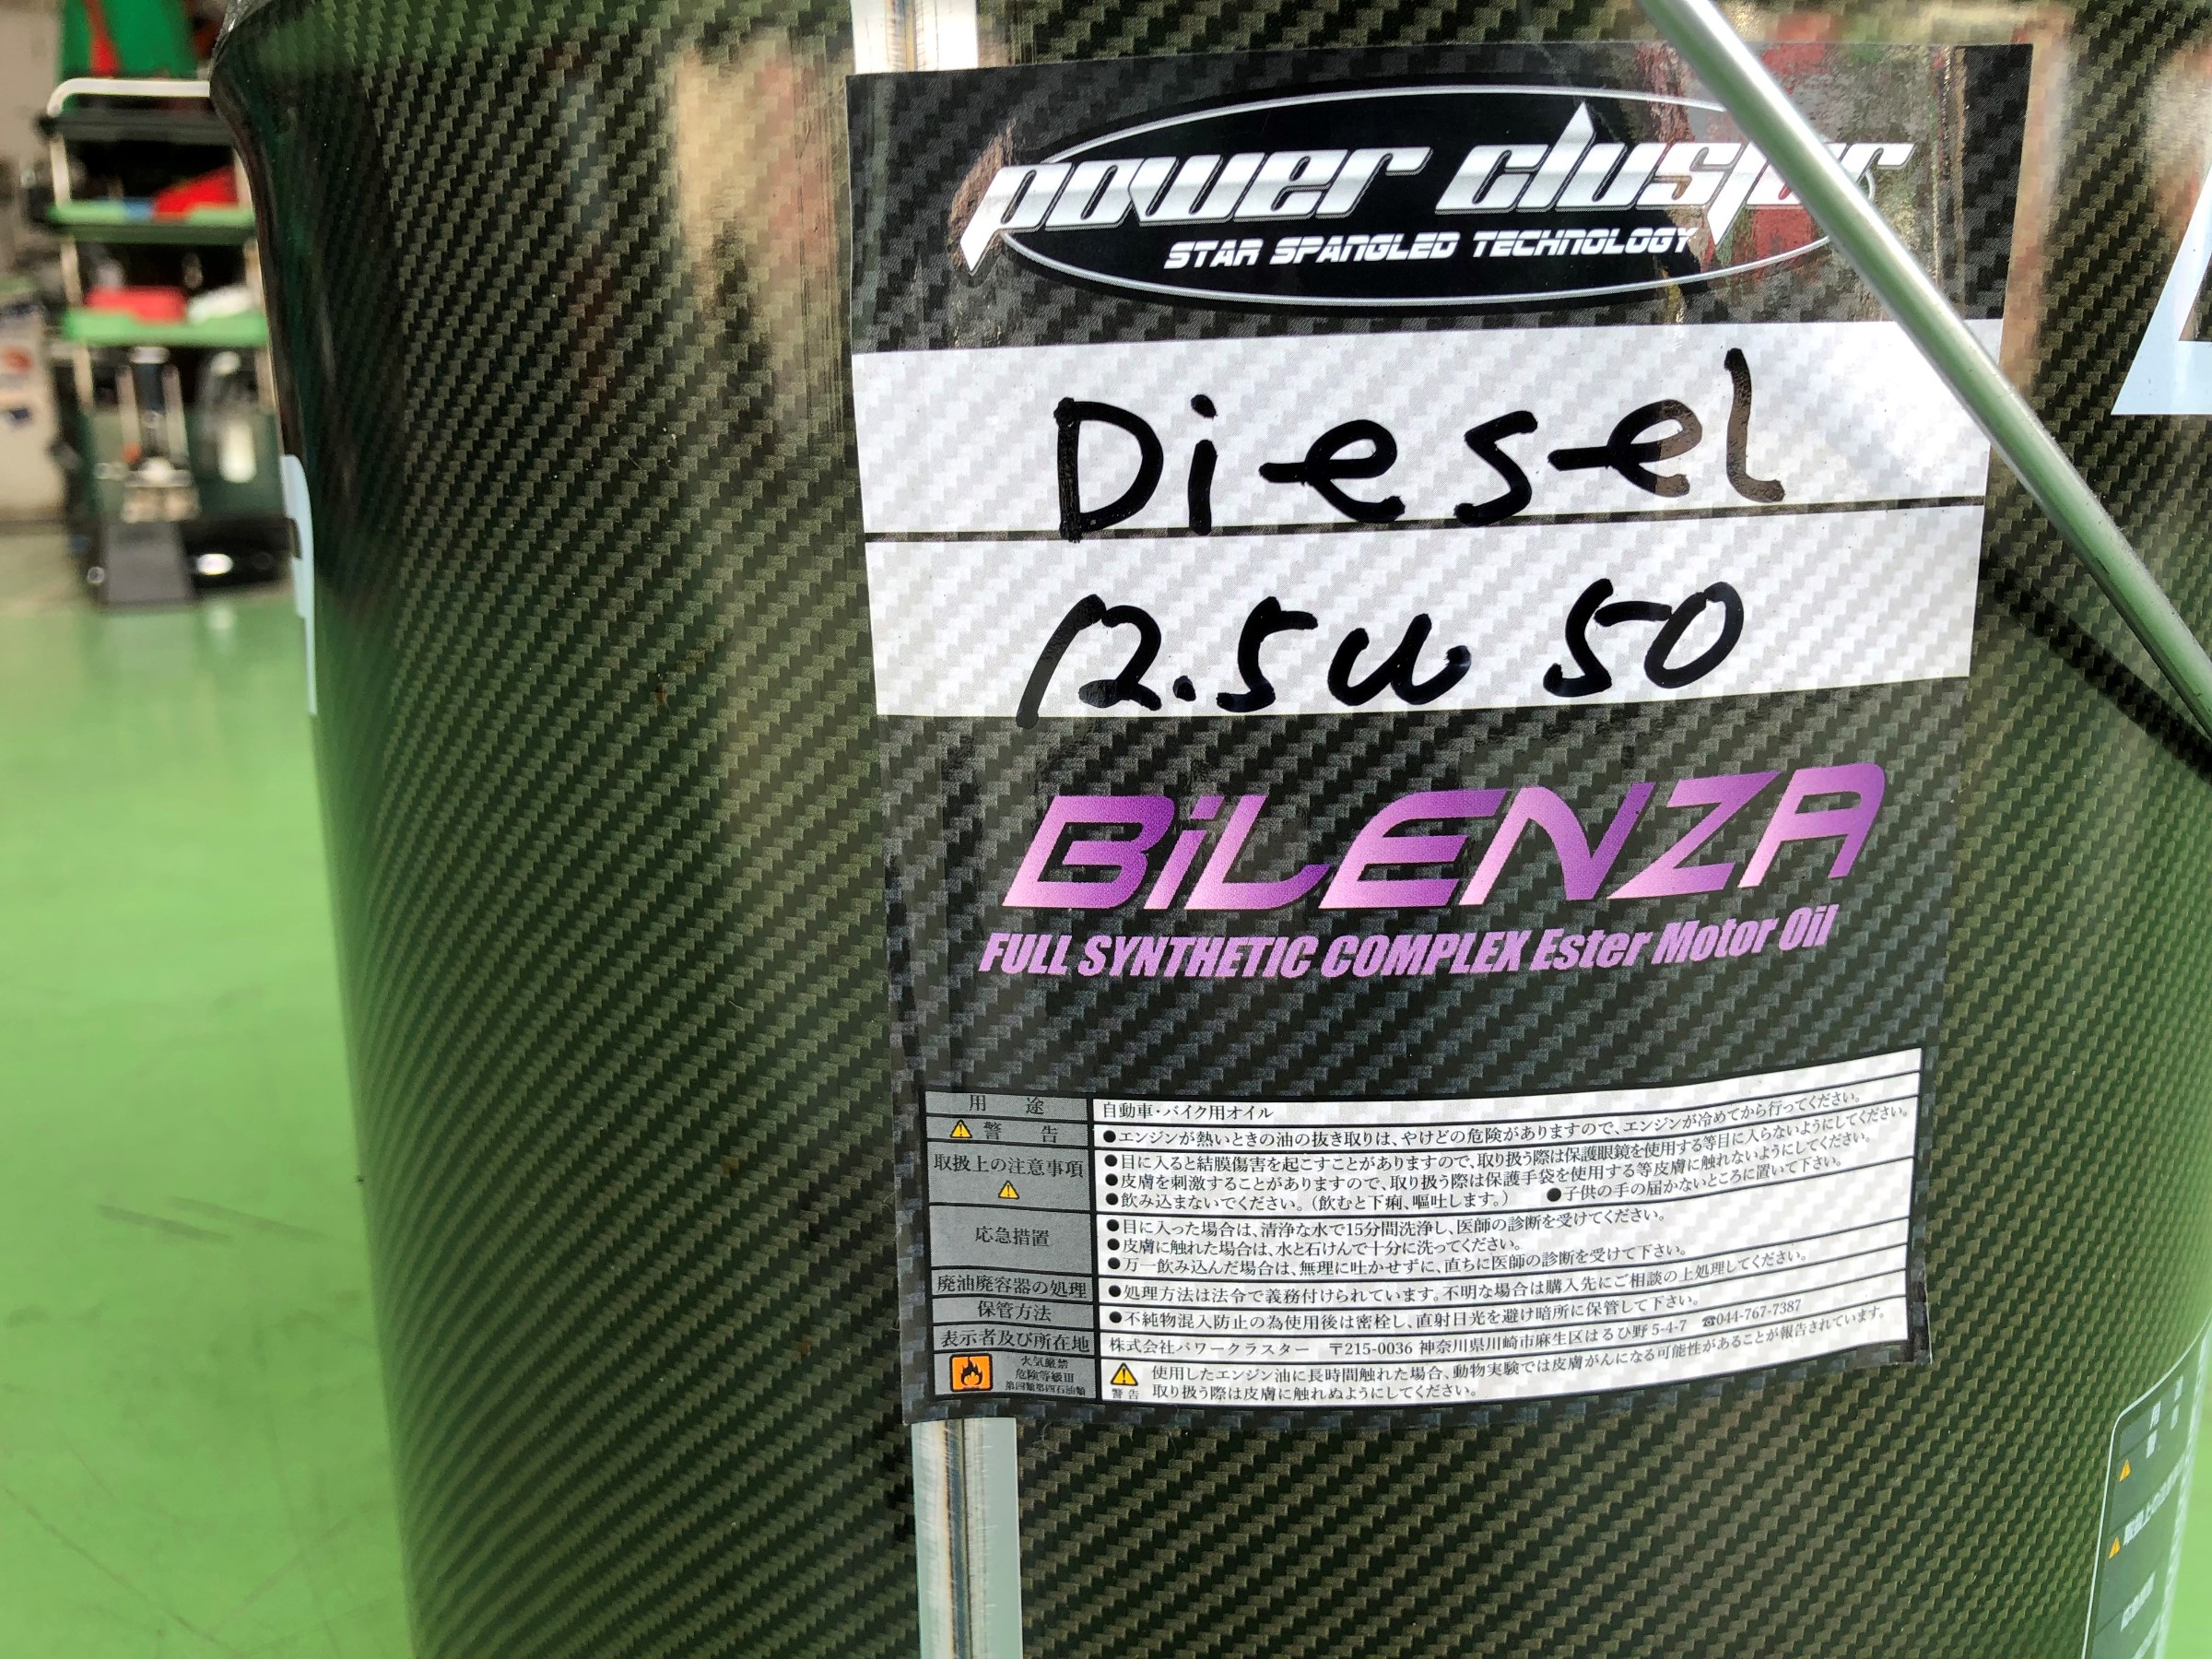 power cluster
STAR SPANGLED TECHNOLOGY
Diesel
12.5W 50
BiLENZA
FULL SYNTHETIC COMPLEX Ester Motor Oil
用途 自動車・バイク用オイル
警告 ●エンジンが熱いときの油の抜き取りは、やけどの危険がありますので、エンジンが冷めてから行ってください。
取扱上の注意事項 ●目に入ると結膜傷害を起こすことがありますので、取り扱う際は保護眼鏡を使用する等目に入らないようにしてください。
●皮膚を刺激することがありますので、取り扱う際は保護手袋を使用する等皮膚に触れないようにしてください。
●飲み込まないでください。(飲むと下痢、嘔吐します。) ●子供の手の届かないところに置いて下さい。
応急措置 ●目に入った場合は、清浄な水で15分間洗浄し、医師の診断を受けてください。
●皮膚に触れた場合は、水と石けんで十分に洗ってください。
●万一飲み込んだ場合は、無理に吐かせずに、直ちに医師の診断を受けて下さい。
廃油廃容器の処理 ●処理方法は法令で義務付けられています。不明な場合は購入先にご相談の上処理してください。
保管方法 ●不純物混入防止の為使用後は密栓し、直射日光を避け暗所に保管して下さい。
表示者及び所在地 株式会社パワークラスター 〒215-0036 神奈川県川崎市麻生区はるひ野 5-4-7 ☎044-767-7387
火気厳禁
危険等級Ⅲ
第四類第四石油類
警告 使用したエンジン油に長時間触れた場合、動物実験では皮膚がんになる可能性があることが報告されています。
取り扱う際は皮膚に触れぬようにしてください。